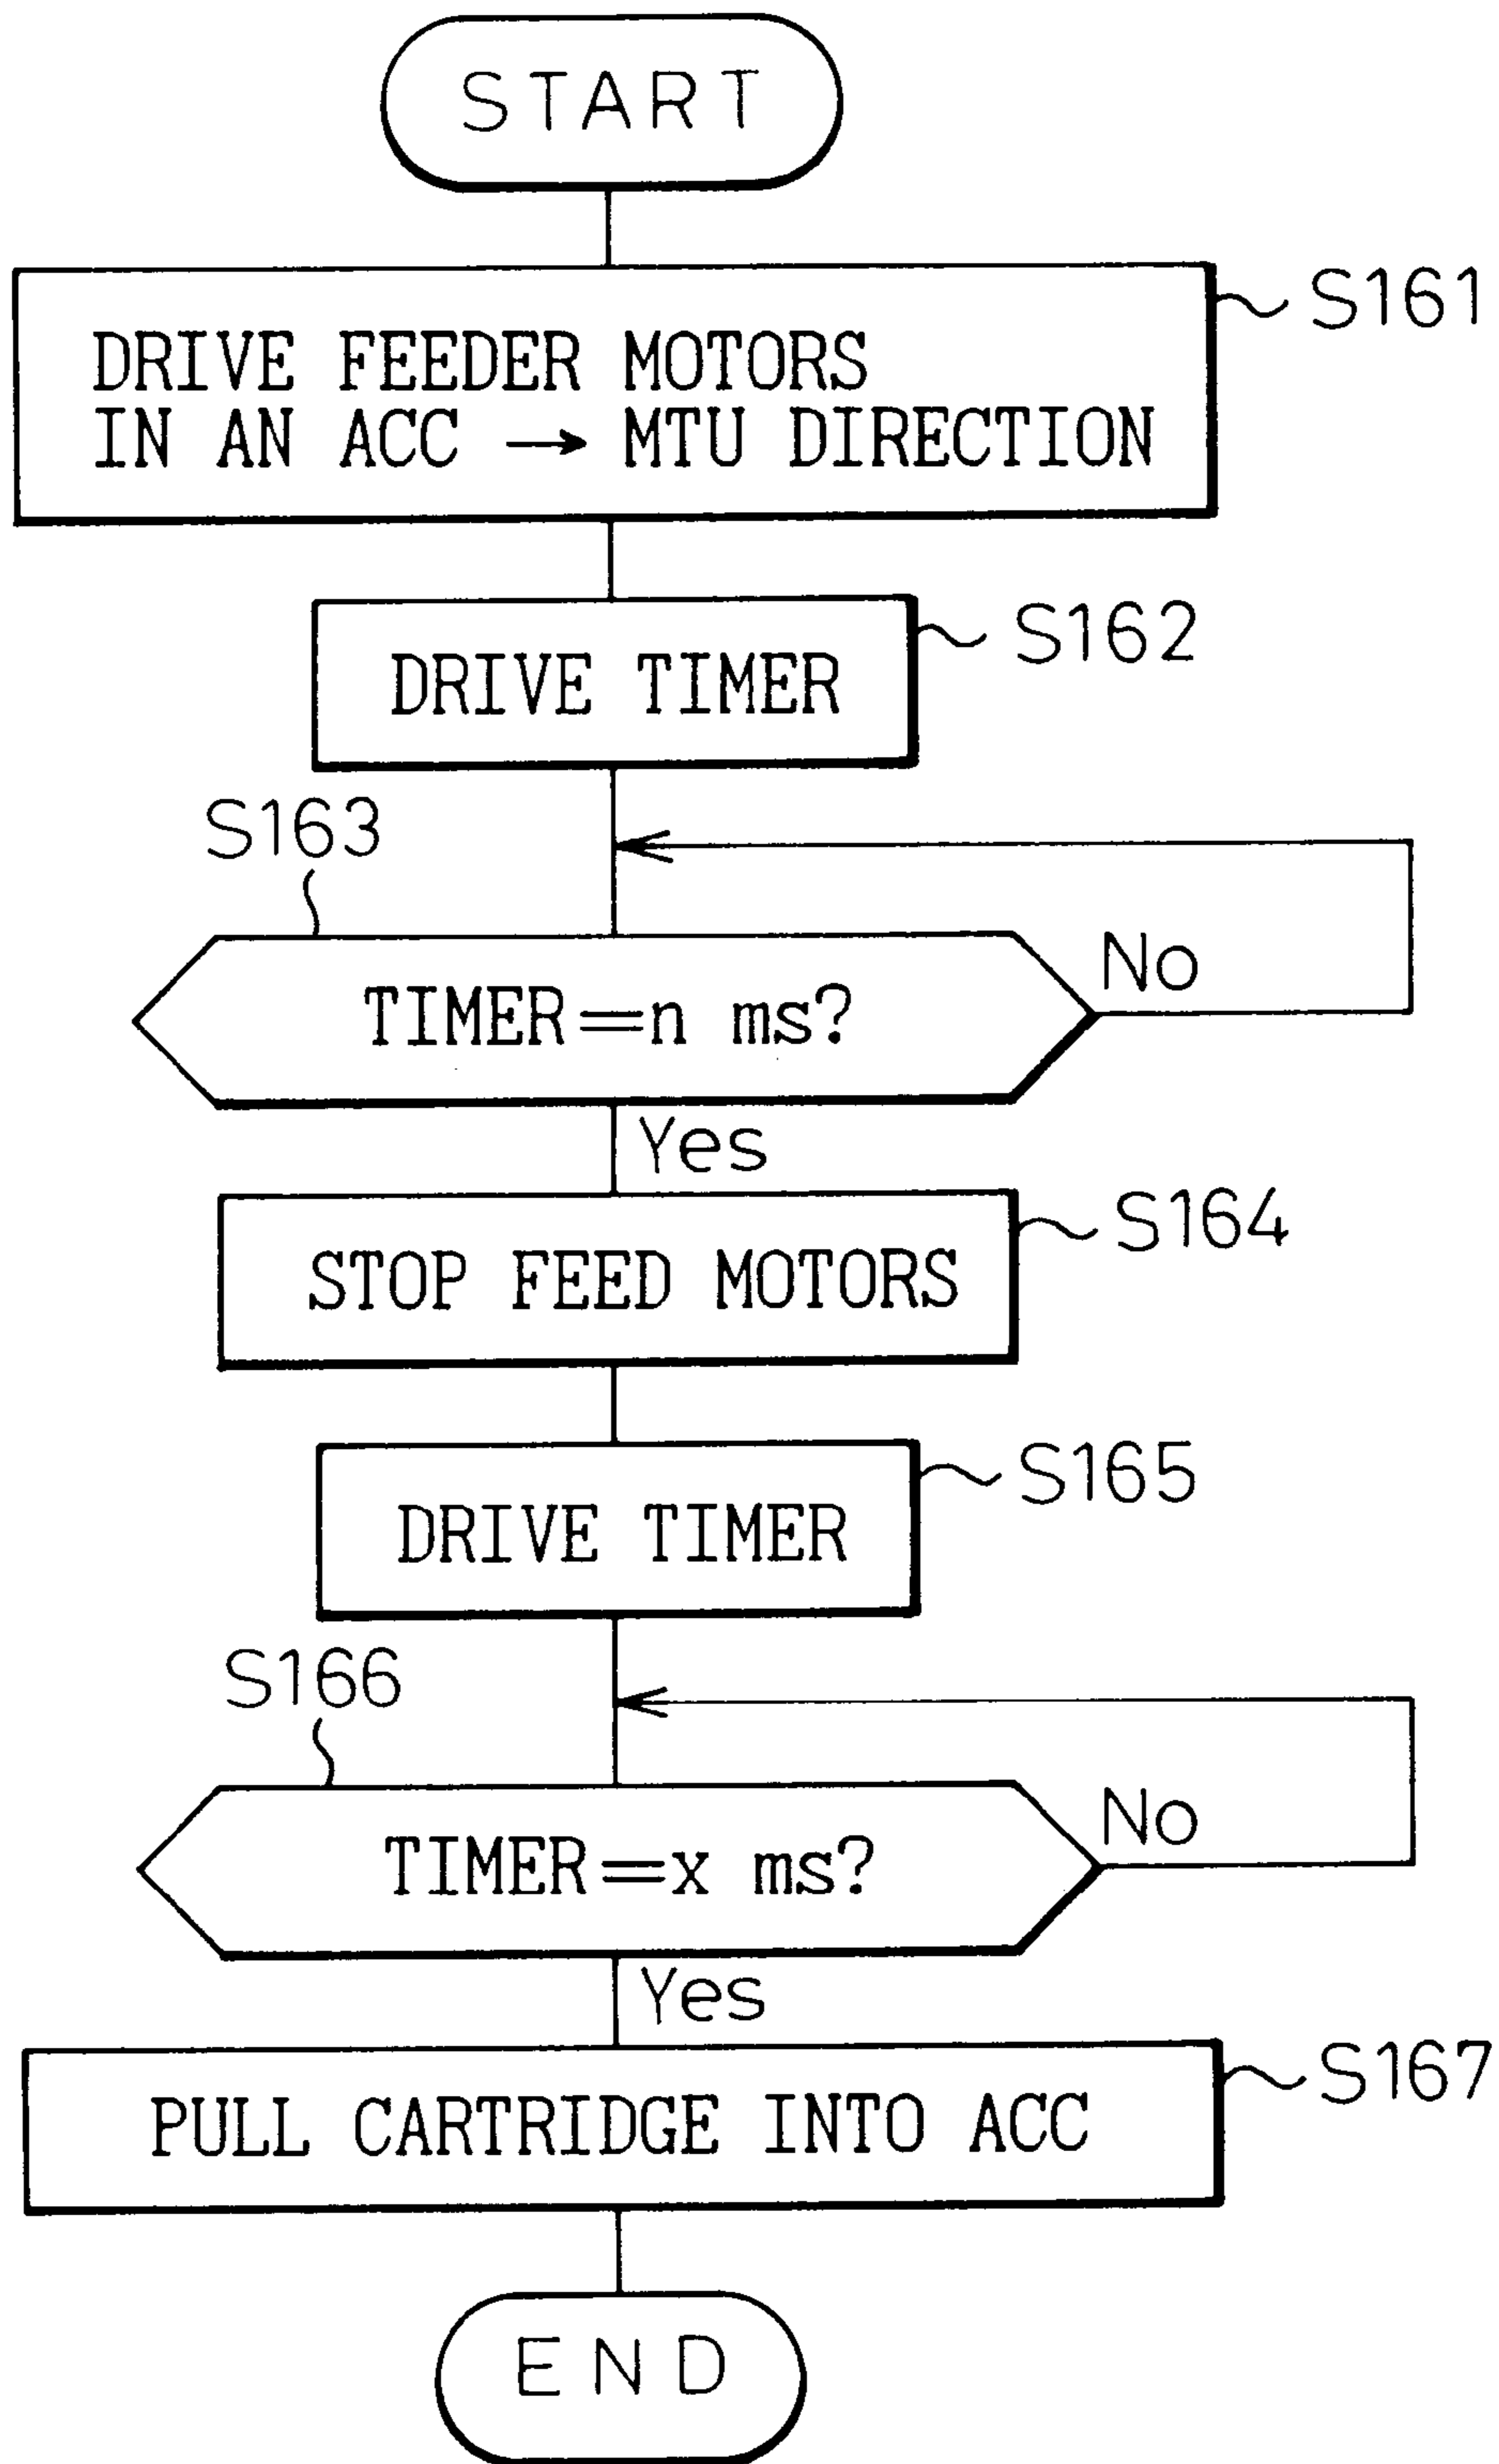 START
S161
DRIVE FEEDER MOTORS
IN AN ACC → MTU DIRECTION
S162
DRIVE TIMER
S163
No
TIMER=n ms?
Yes
S164
STOP FEED MOTORS
S165
DRIVE TIMER
S166
No
TIMER=x ms?
Yes
S167
PULL CARTRIDGE INTO ACC
END